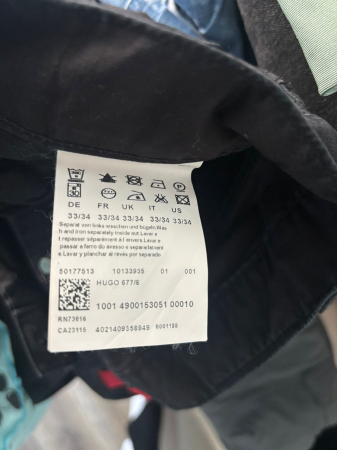 DE FR UK IT US
33/34 33/34 33/34 33/34 33/34
Separat von links waschen und bügeln.Was
h and iron separately inside out Laver e
t repasser séparément à l'envers.Lavar e
passar a ferro do avesso e separadament
e.Lavar y planchar al revés por separado
50177513 10133935 01 001
HUGO 677/6
1001 4900153051 00010
RN73616
CA23115 4021409358949 6001198